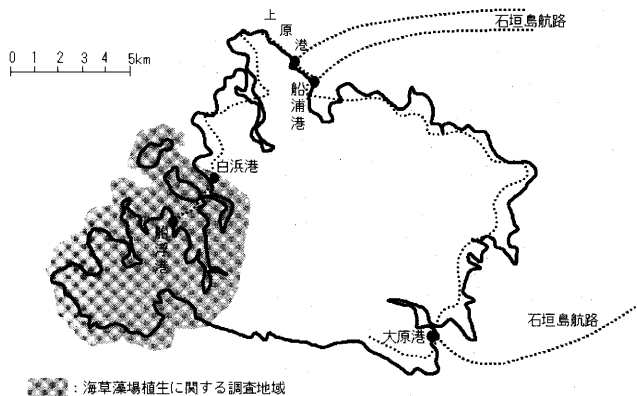 上原港
石垣島航路
0 1 2 3 4 5km
船浦港
白浜港
船浮港
石垣島航路
大原港
：海草藻場植生に関する調査地域